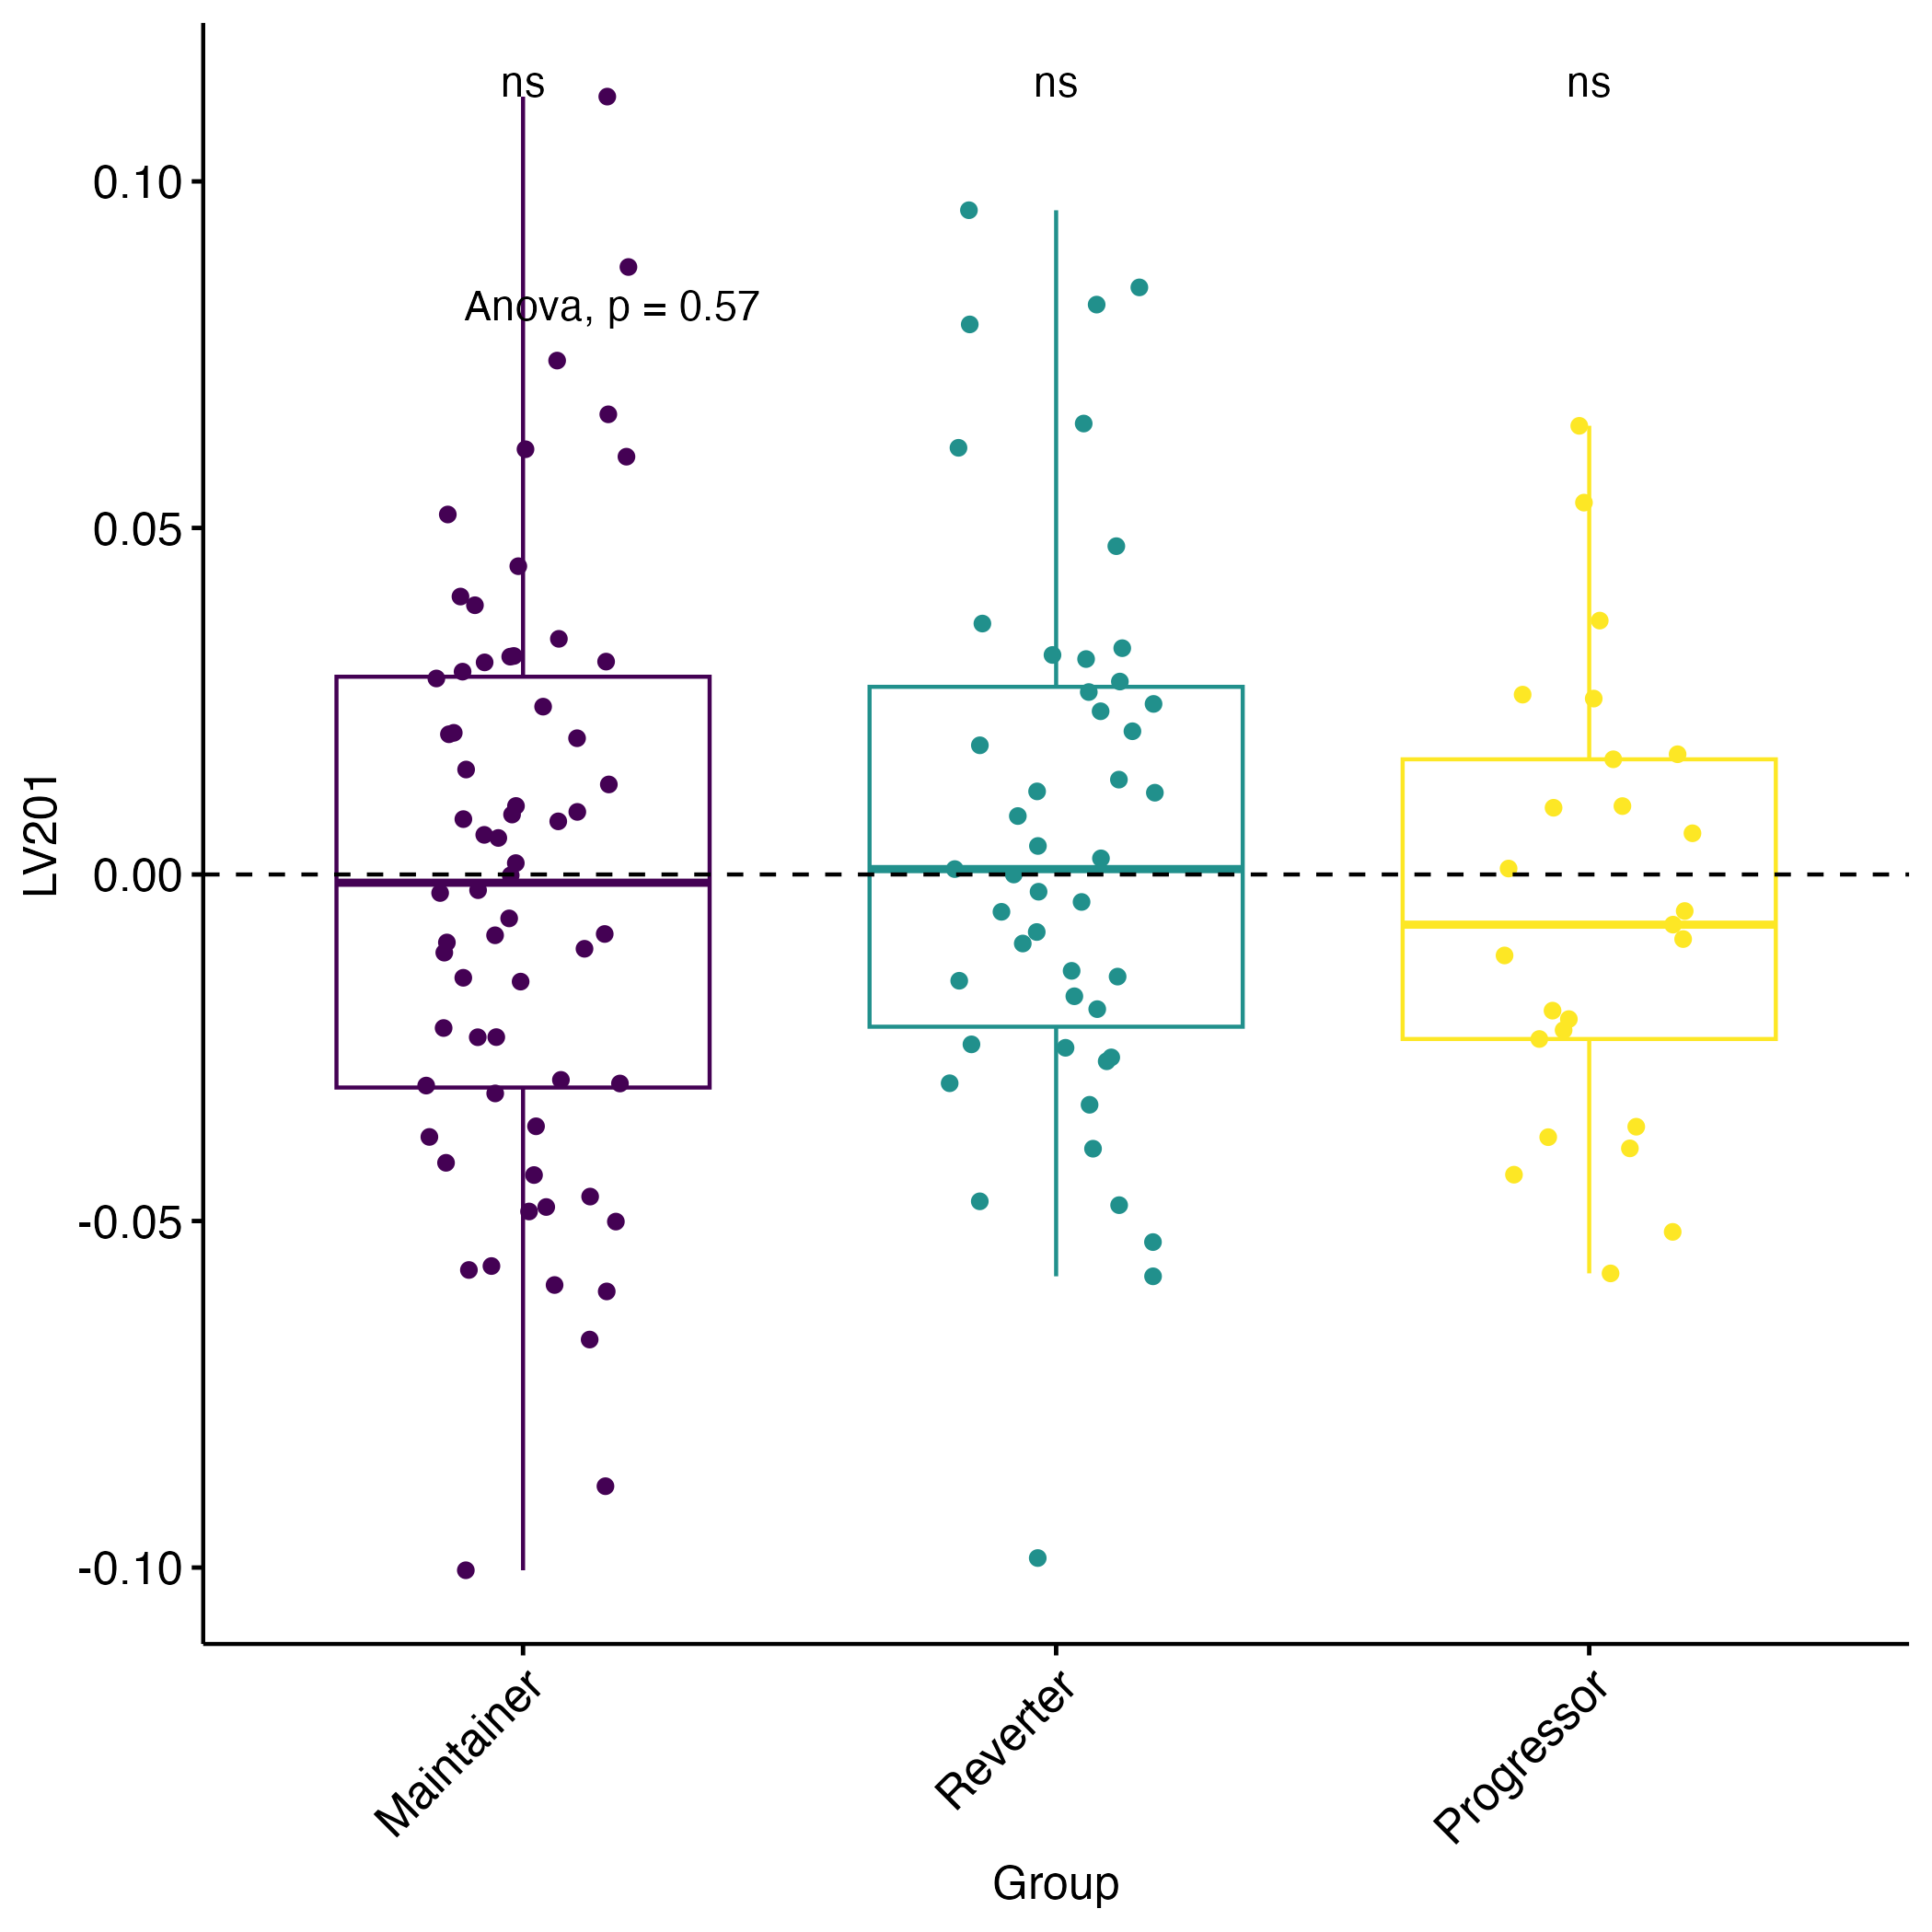 ns ns ns
Anova, p = 0.57
0.10
0.05
0.00
-0.05
-0.10
LV201
Maintainer Reverter Progressor
Group